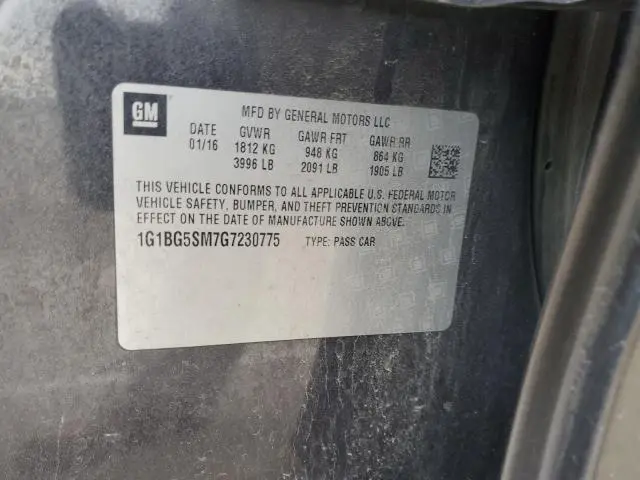 GM
MFD BY GENERAL MOTORS LLC
DATE GVWR GAWR FRT GAWR RR
01/16 1812 KG 948 KG 864 KG
3996 LB 2091 LB 1905 LB
THIS VEHICLE CONFORMS TO ALL APPLICABLE U.S. FEDERAL MOTOR
VEHICLE SAFETY, BUMPER, AND THEFT PREVENTION STANDARDS IN
EFFECT ON THE DATE OF MANUFACTURE SHOWN ABOVE.
1G1BG5SM7G7230775 TYPE: PASS CAR